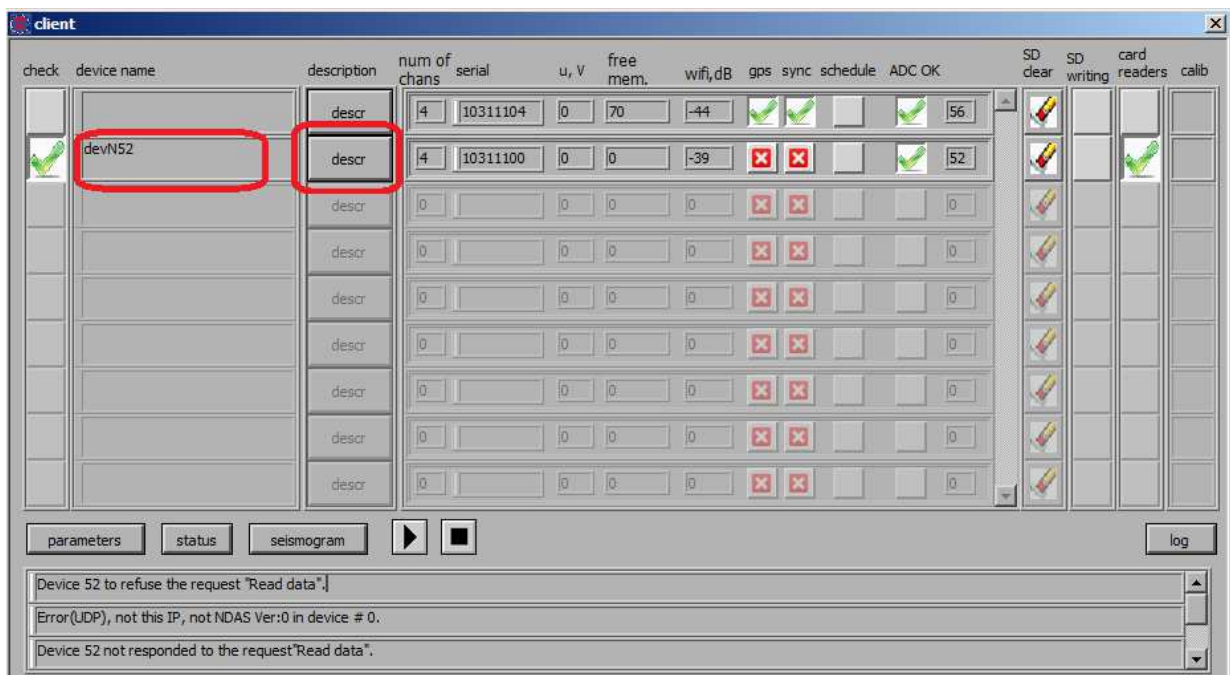 client
check device name description num of chans serial u, V free mem. wifi,dB gps sync schedule ADC OK SD clear SD writing card readers calib
descr 4 10311104 0 70 -44 56
devN52 descr 4 10311100 0 0 -39 52
descr 0 0 0 0 0
descr 0 0 0 0 0
descr 0 0 0 0 0
descr 0 0 0 0 0
descr 0 0 0 0 0
descr 0 0 0 0 0
descr 0 0 0 0 0
parameters status seismogram log
Device 52 to refuse the request "Read data".
Error(UDP), not this IP, not NDAS Ver:0 in device # 0.
Device 52 not responded to the request"Read data".